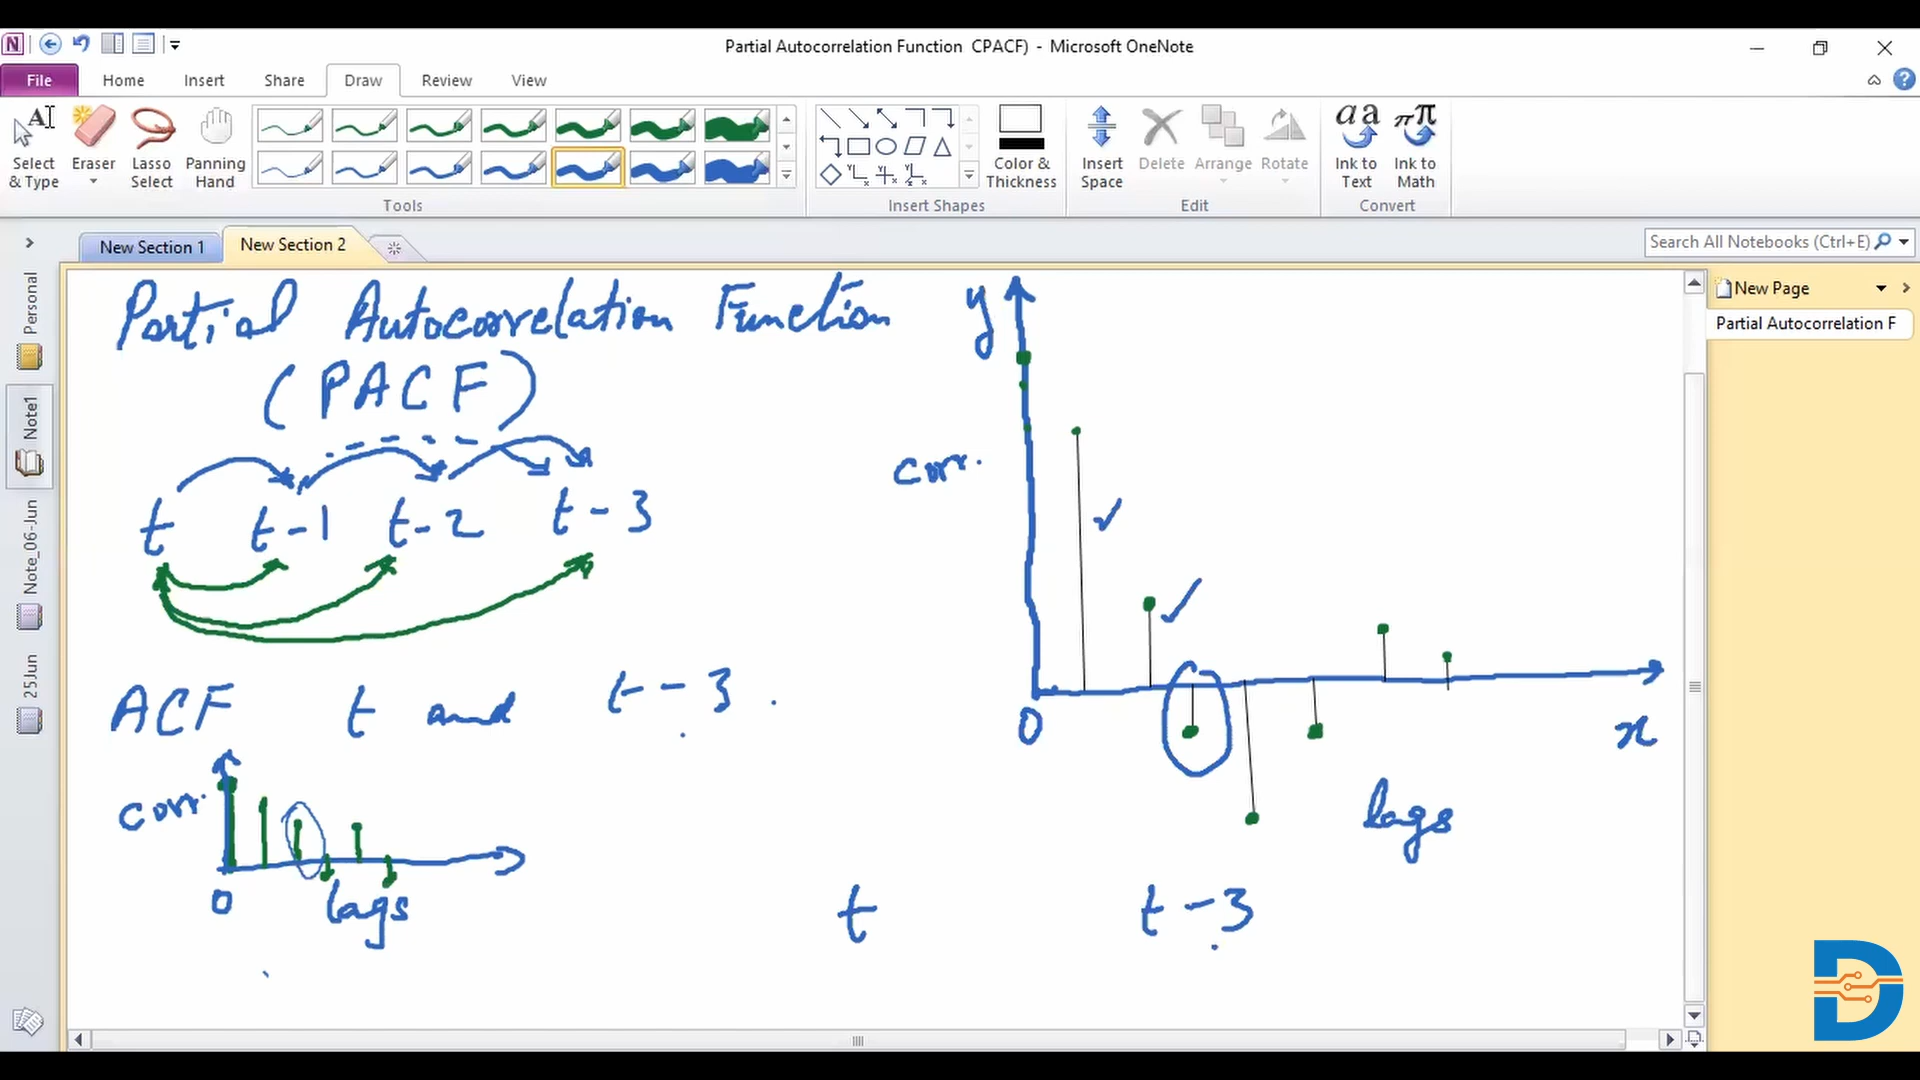 Partial Autocorrelation Function  CPACF)  -  Microsoft OneNote
File Home Insert Share Draw Review View
Select & Type
Eraser
Lasso Select
Panning Hand
Color & Thickness
Insert Space
Delete
Arrange
Rotate
Ink to Text
Ink to Math
Tools
Insert Shapes
Edit
Convert
New Section 1
New Section 2
Search All Notebooks (Ctrl+E)
Personal
Note1
Note_06-Jun
25Jun
New Page
Partial Autocorrelation F
Partial Autocorrelation Function
(PACF)
t t-1 t-2 t-3
ACF t and t-3.
corr.
0
lags
y
corr.
0
x
lags
t t-3
D